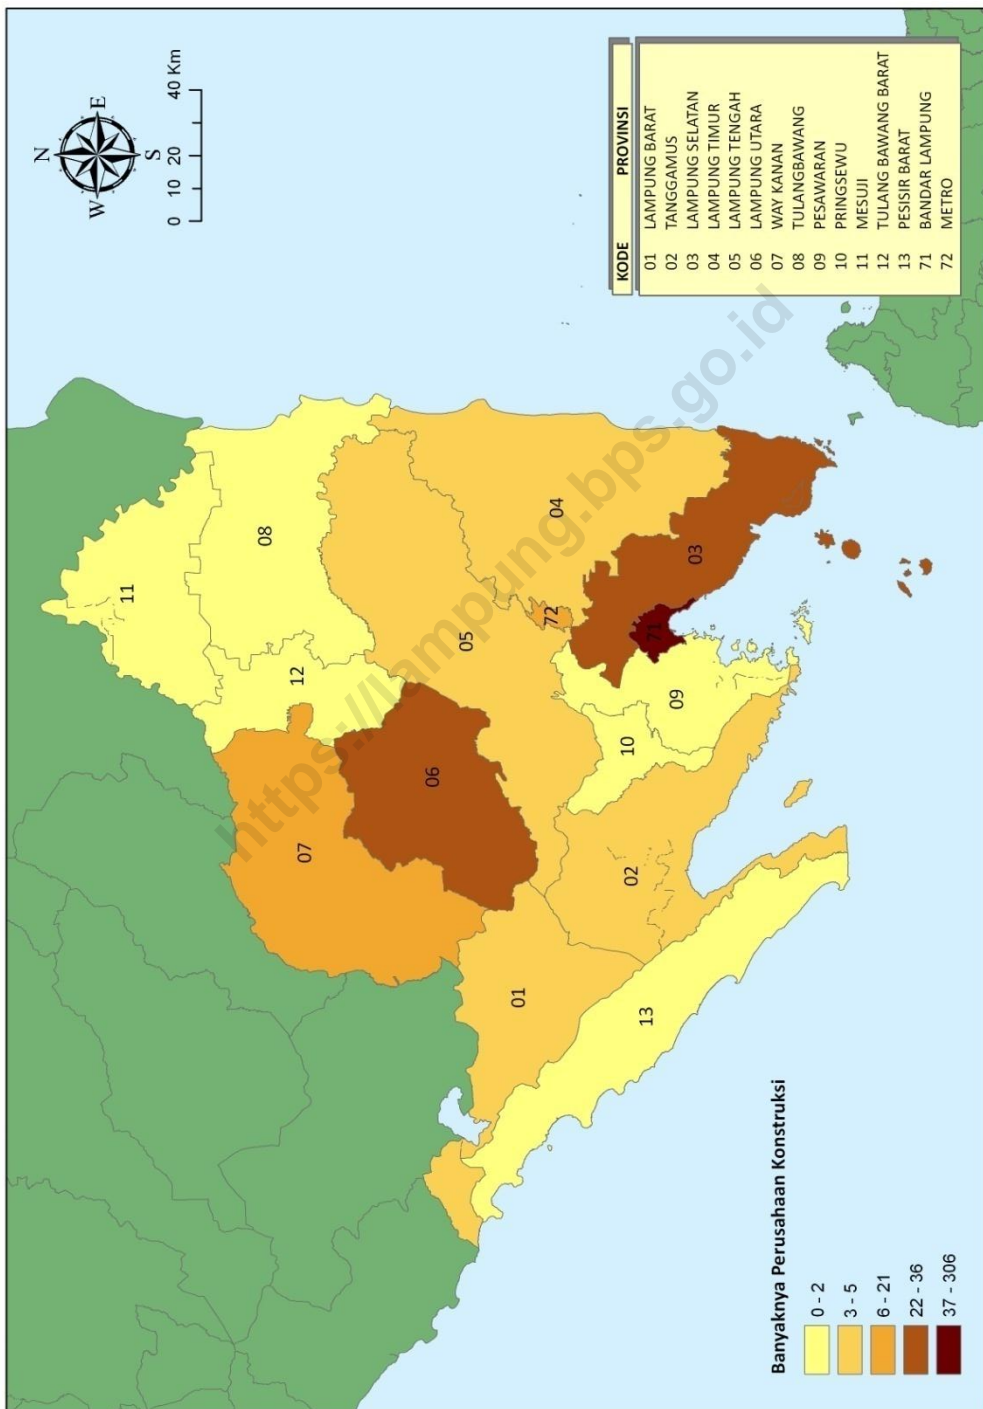 N
W E
S
0 10 20 40 Km
11
08
12
07
06
05
04
72
03
71
01
02
10
09
13
https://lampung.bps.go.id
Banyaknya Perusahaan Konstruksi
0 - 2
3 - 5
6 - 21
22 - 36
37 - 306
KODE PROVINSI
01 LAMPUNG BARAT
02 TANGGAMUS
03 LAMPUNG SELATAN
04 LAMPUNG TIMUR
05 LAMPUNG TENGAH
06 LAMPUNG UTARA
07 WAY KANAN
08 TULANGBAWANG
09 PESAWARAN
10 PRINGSEWU
11 MESUJI
12 TULANG BAWANG BARAT
13 PESISIR BARAT
71 BANDAR LAMPUNG
72 METRO